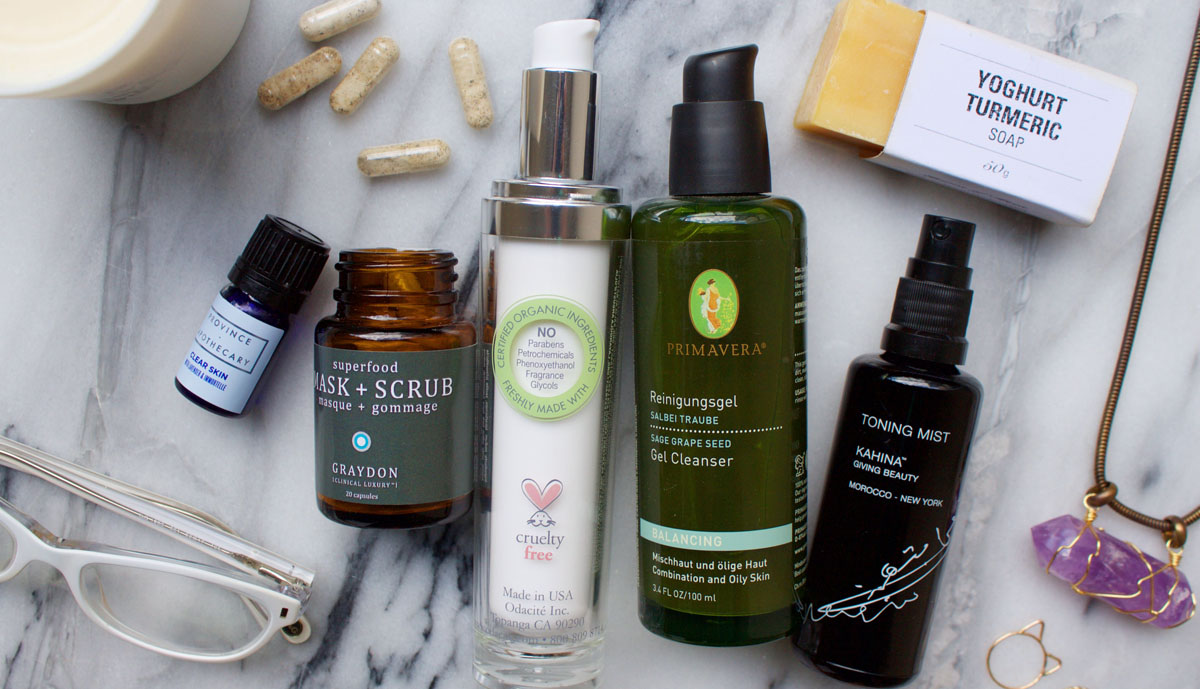 YOGHURT
TURMERIC
SOAP
50g
PROVINCE
APOTHECARY
CLEAR SKIN
superfood
MASK + SCRUB
masque + gommage
GRAYDON
CLINICAL LUXURY
20 capsules
CERTIFIED ORGANIC INGREDIENTS
NO
Parabens
Petrochemicals
Phenoxyethanol
Fragrance
Glycols
FRESHLY MADE WITH
cruelty
free
Made in USA
Odacité Inc.
CA 90290
PRIMAVERA®
Reinigungsgel
SALBEI TRAUBE
SAGE GRAPE SEED
Gel Cleanser
BALANCING
Mischhaut und ölige Haut
Combination and Oily Skin
3.4 FL OZ/100 ml
TONING MIST
KAHINA™
GIVING BEAUTY
MOROCCO - NEW YORK